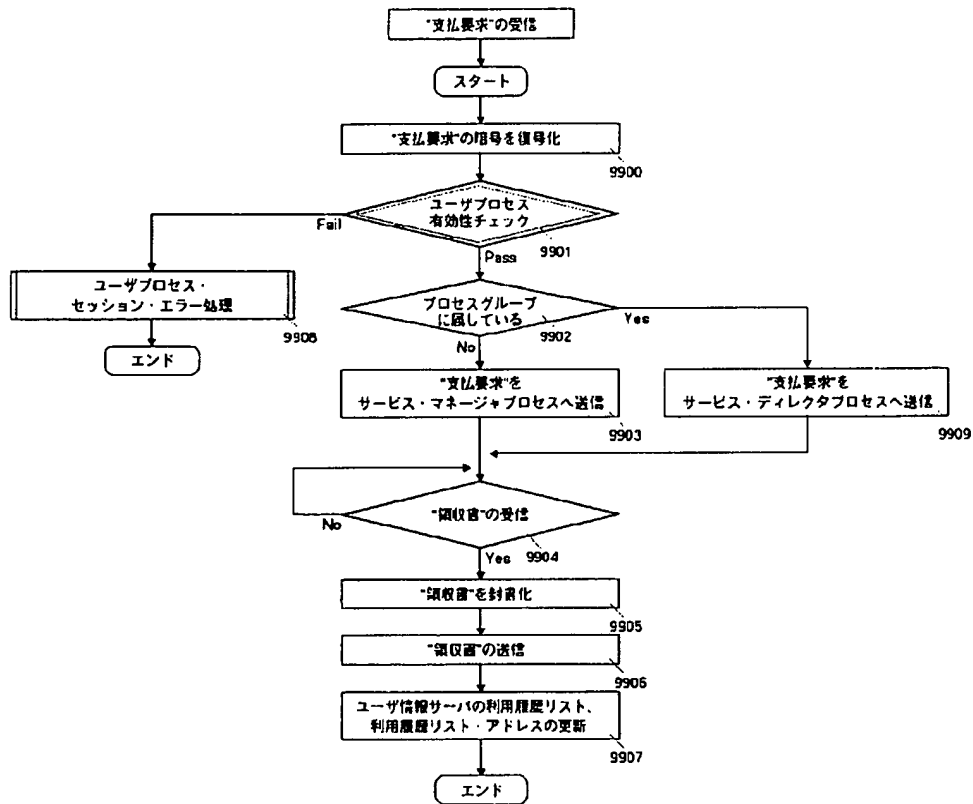 "支払要求"の受信
スタート
"支払要求"の暗号を復号化
9900
ユーザプロセス
有効性チェック
9901
Fail
Pass
ユーザプロセス・
セッション・エラー処理
9908
エンド
プロセスグループ
に属している
9902
Yes
No
"支払要求"を
サービス・マネージャプロセスへ送信
9903
"支払要求"を
サービス・ディレクタプロセスへ送信
9909
"領収書"の受信
9904
No
Yes
"領収書"を封書化
9905
"領収書"の送信
9906
ユーザ情報サーバの利用履歴リスト、
利用履歴リスト・アドレスの更新
9907
エンド